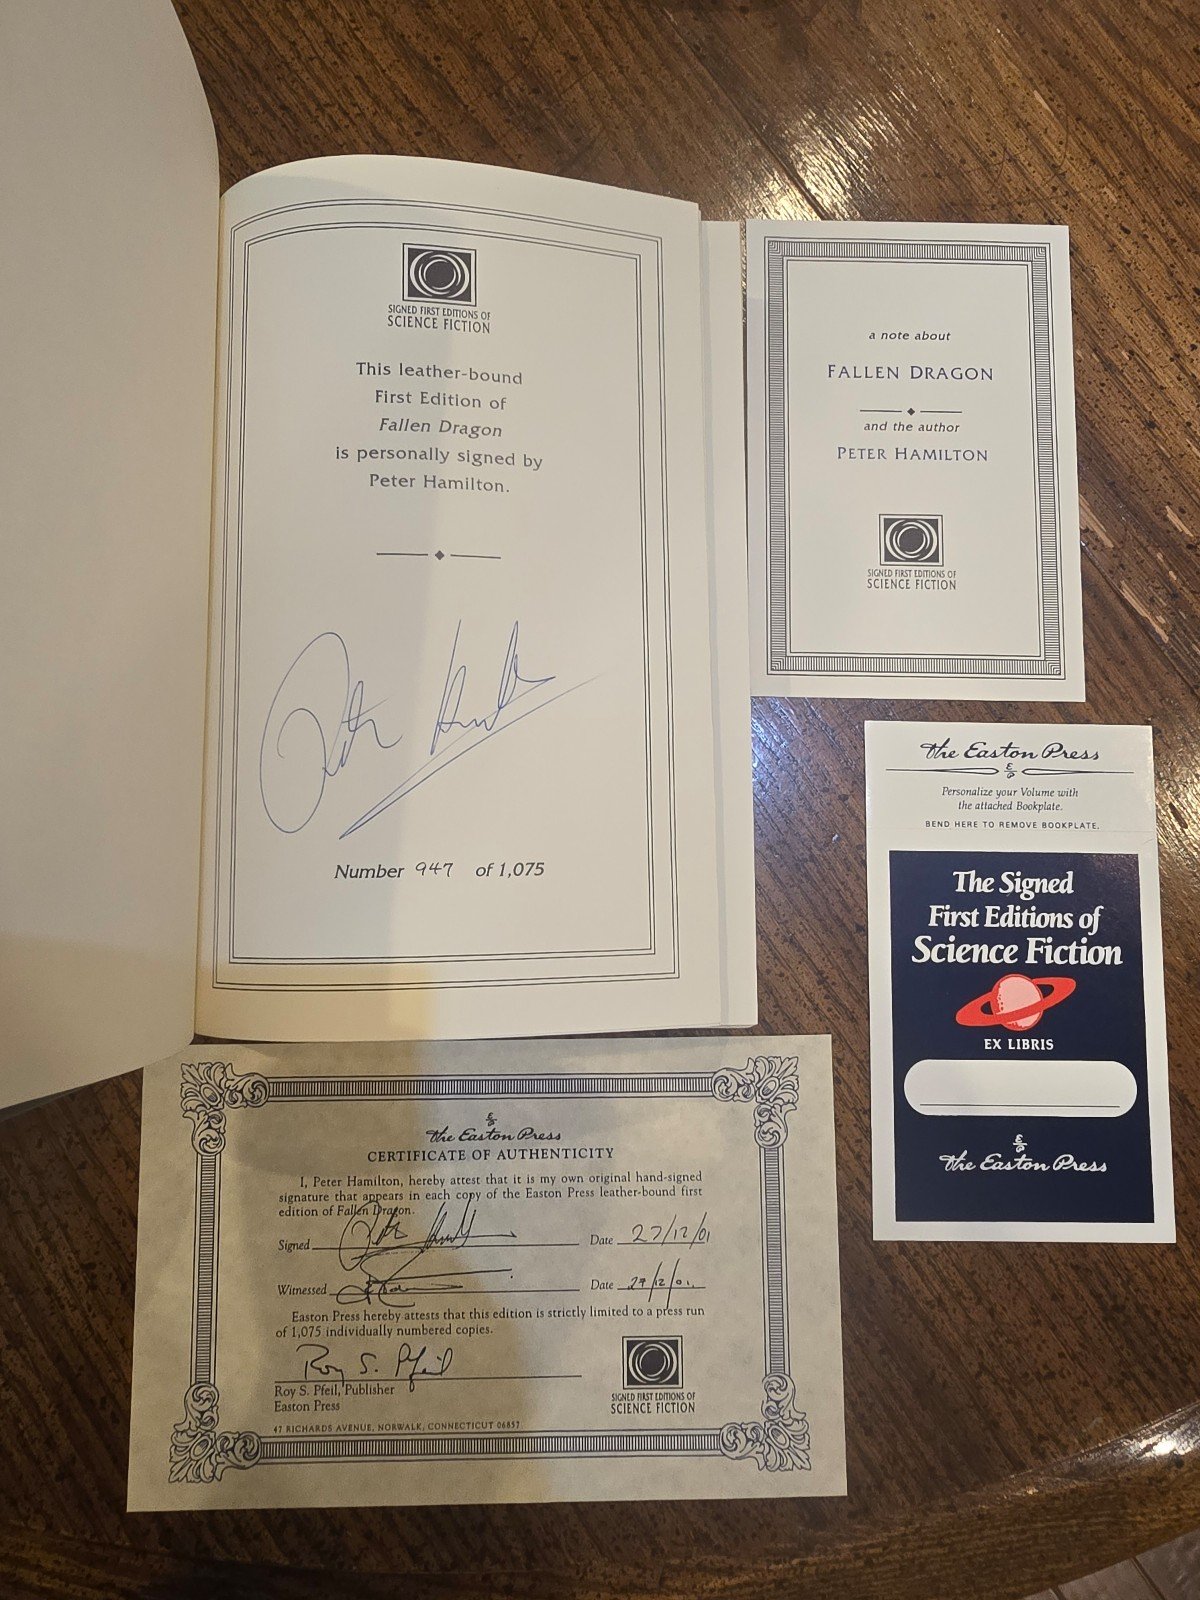 SIGNED FIRST EDITIONS OF
SCIENCE FICTION
This leather-bound
First Edition of
Fallen Dragon
is personally signed by
Peter Hamilton.
Number 947 of 1,075
a note about
FALLEN DRAGON
and the author
PETER HAMILTON
SIGNED FIRST EDITIONS OF
SCIENCE FICTION
The Easton Press
Personalize your Volume with
the attached Bookplate.
BEND HERE TO REMOVE BOOKPLATE.
The Signed
First Editions of
Science Fiction
EX LIBRIS
The Easton Press
The Easton Press
CERTIFICATE OF AUTHENTICITY
I, Peter Hamilton, hereby attest that it is my own original hand-signed
signature that appears in each copy of the Easton Press leather-bound first
edition of Fallen Dragon.
Signed Date 27/12/01
Witnessed Date 27/12/01.
Easton Press hereby attests that this edition is strictly limited to a press run
of 1,075 individually numbered copies.
Roy S. Pfeil
Roy S. Pfeil, Publisher
Easton Press
47 RICHARDS AVENUE, NORWALK, CONNECTICUT 06857
SIGNED FIRST EDITIONS OF
SCIENCE FICTION